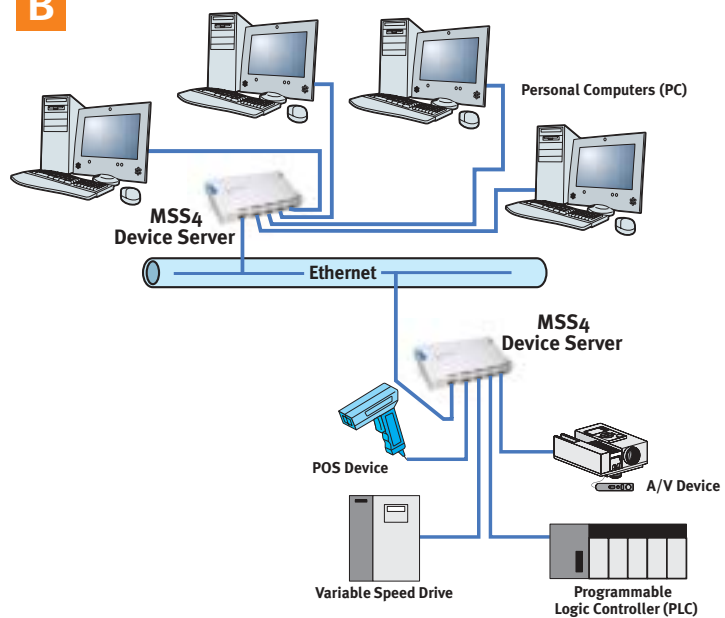 B
Personal Computers (PC)
MSS4
Device Server
Ethernet
MSS4
Device Server
POS Device
A/V Device
Variable Speed Drive
Programmable
Logic Controller (PLC)